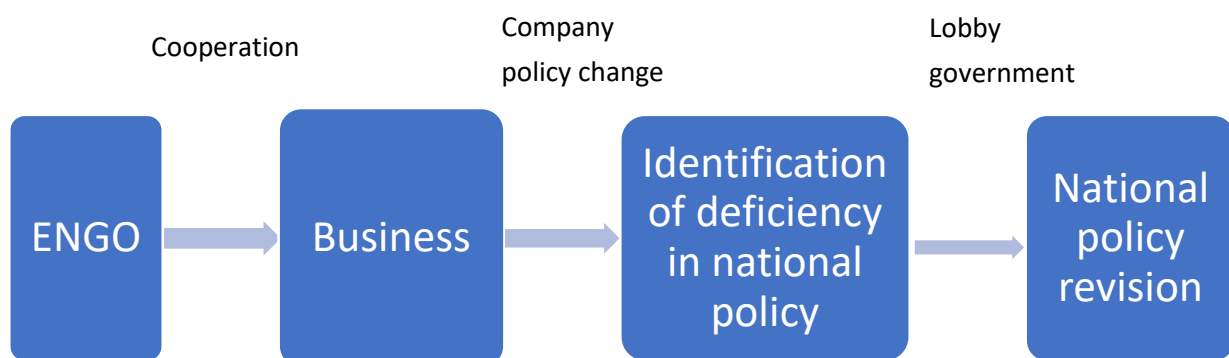 Cooperation
Company
policy change
Lobby
government
ENGO
Business
Identification
of deficiency
in national
policy
National
policy
revision